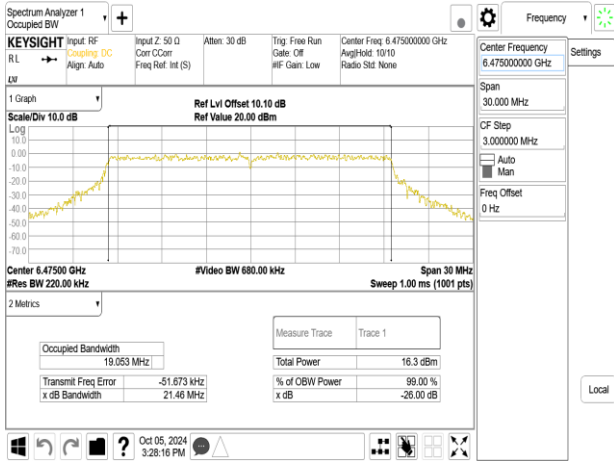 Spectrum Analyzer 1
Occupied BW
KEYSIGHT
RL
Input: RF
Coupling: DC
Align: Auto
Input Z: 50 Ω
Corr CCorr
Freq Ref: Int (S)
Atten: 30 dB
Trig: Free Run
Gate: Off
#IF Gain: Low
Center Freq: 6.475000000 GHz
Avg|Hold: 10/10
Radio Std: None
1 Graph
Scale/Div 10.0 dB
Ref Lvl Offset 10.10 dB
Ref Value 20.00 dBm
Log
10.0
0.00
-10.0
-20.0
-30.0
-40.0
-50.0
-60.0
-70.0
Center 6.47500 GHz
#Res BW 220.00 kHz
#Video BW 680.00 kHz
Span 30 MHz
Sweep 1.00 ms (1001 pts)
2 Metrics
Measure Trace Trace 1
Occupied Bandwidth
19.053 MHz
Total Power 16.3 dBm
Transmit Freq Error -51.673 kHz
% of OBW Power 99.00 %
x dB Bandwidth 21.46 MHz
x dB -26.00 dB
?
Oct 05, 2024
3:28:16 PM
Frequency
Center Frequency
6.475000000 GHz
Span
30.000 MHz
CF Step
3.000000 MHz
Auto
Man
Freq Offset
0 Hz
Settings
Local